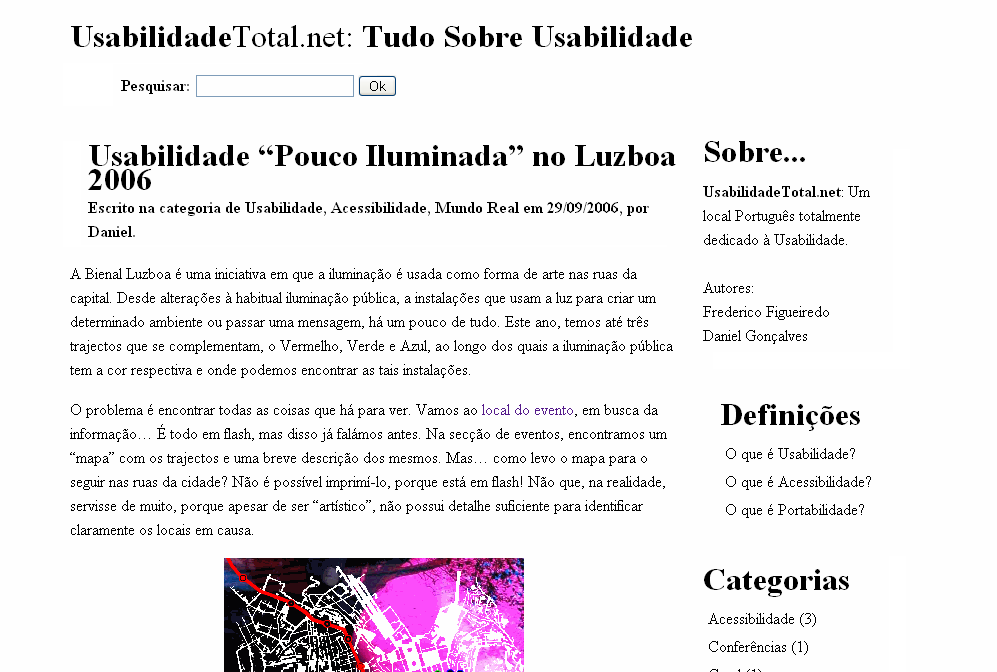 UsabilidadeTotal.net: Tudo Sobre Usabilidade
Pesquisar: Ok
Usabilidade “Pouco Iluminada” no Luzboa
2006
Escrito na categoria de Usabilidade, Acessibilidade, Mundo Real em 29/09/2006, por
Daniel.
A Bienal Luzboa é uma iniciativa em que a iluminação é usada como forma de arte nas ruas da
capital. Desde alterações à habitual iluminação pública, a instalações que usam a luz para criar um
determinado ambiente ou passar uma mensagem, há um pouco de tudo. Este ano, temos até três
trajectos que se complementam, o Vermelho, Verde e Azul, ao longo dos quais a iluminação pública
tem a cor respectiva e onde podemos encontrar as tais instalações.
O problema é encontrar todas as coisas que há para ver. Vamos ao local do evento, em busca da
informação… É todo em flash, mas disso já falámos antes. Na secção de eventos, encontramos um
“mapa” com os trajectos e uma breve descrição dos mesmos. Mas… como levo o mapa para o
seguir nas ruas da cidade? Não é possível imprimí-lo, porque está em flash! Não que, na realidade,
servisse de muito, porque apesar de ser “artístico”, não possui detalhe suficiente para identificar
claramente os locais em causa.
Sobre...
UsabilidadeTotal.net: Um
local Português totalmente
dedicado à Usabilidade.
Autores:
Frederico Figueiredo
Daniel Gonçalves
Definições
O que é Usabilidade?
O que é Acessibilidade?
O que é Portabilidade?
Categorias
Acessibilidade (3)
Conferências (1)